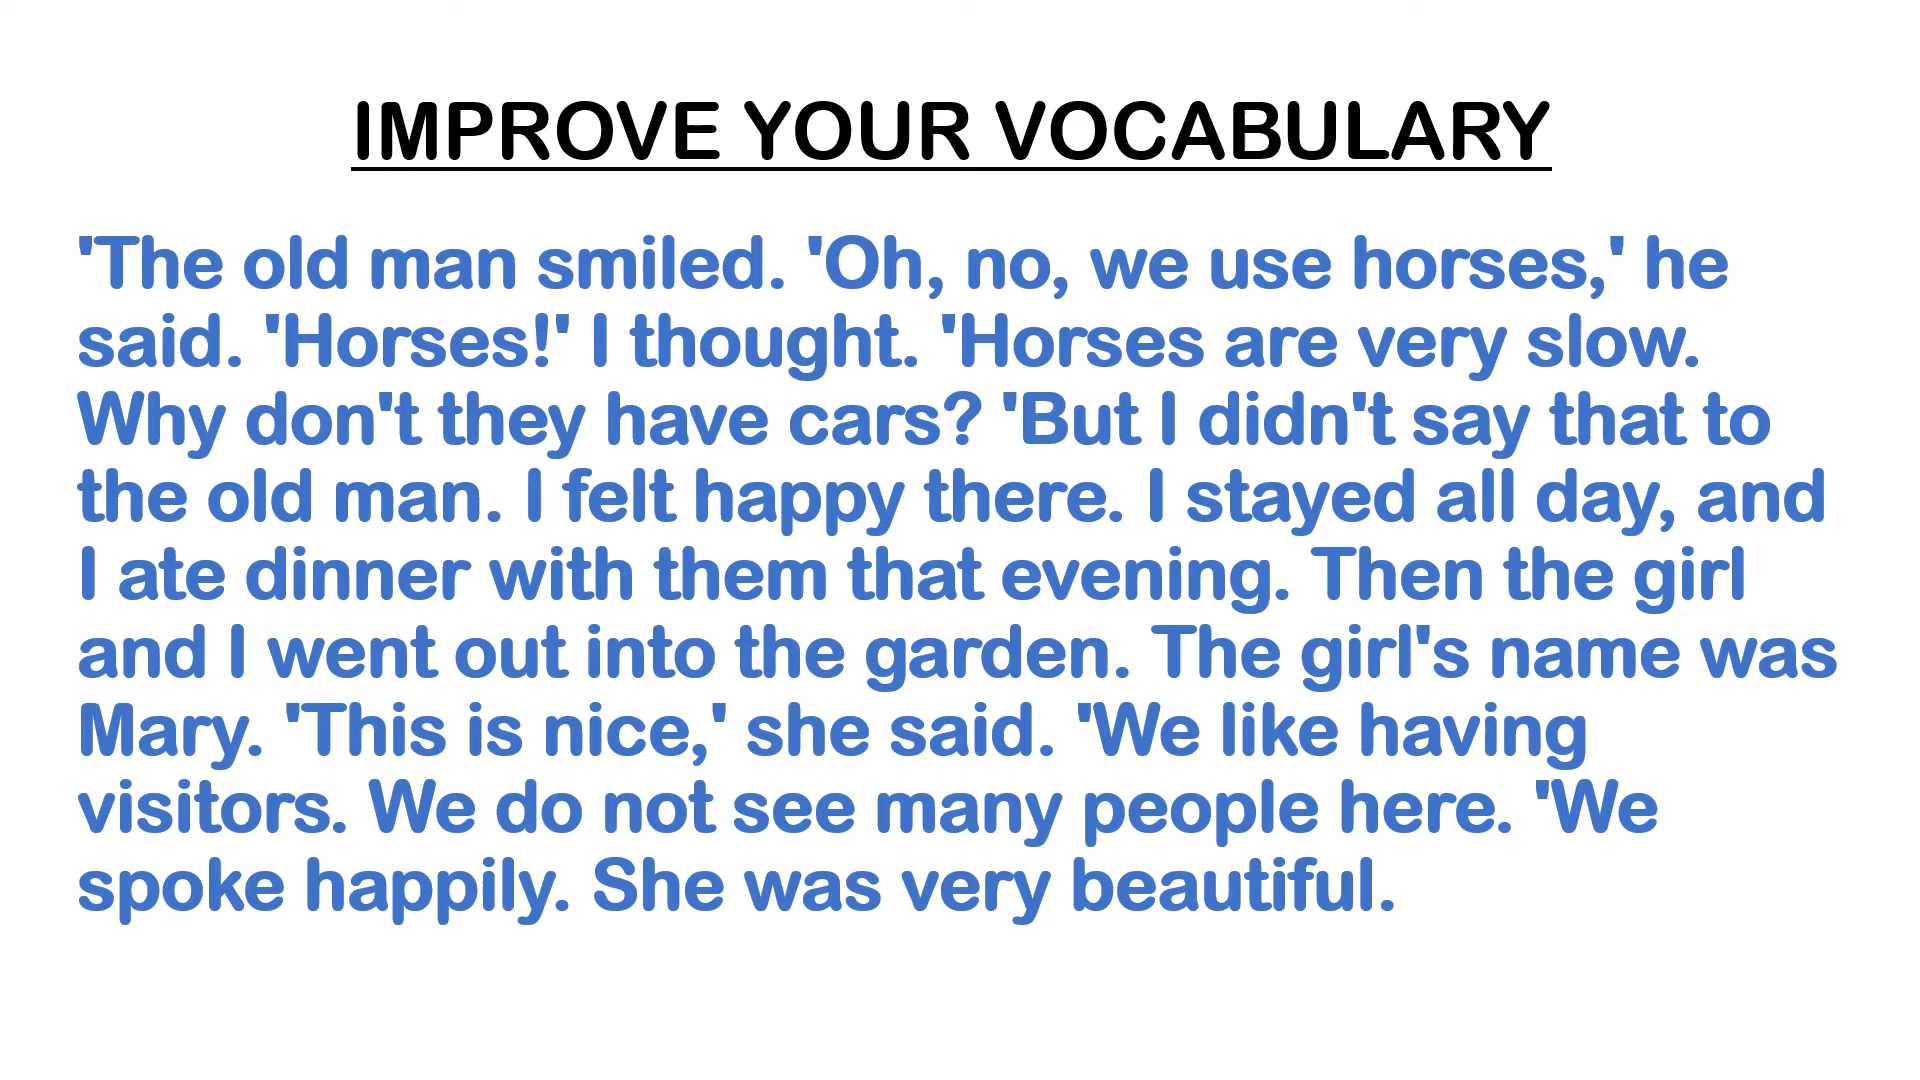 IMPROVE YOUR VOCABULARY
'The old man smiled. 'Oh, no, we use horses,' he
said. 'Horses!' I thought. 'Horses are very slow.
Why don't they have cars? 'But I didn't say that to
the old man. I felt happy there. I stayed all day, and
I ate dinner with them that evening. Then the girl
and I went out into the garden. The girl's name was
Mary. 'This is nice,' she said. 'We like having
visitors. We do not see many people here. 'We
spoke happily. She was very beautiful.